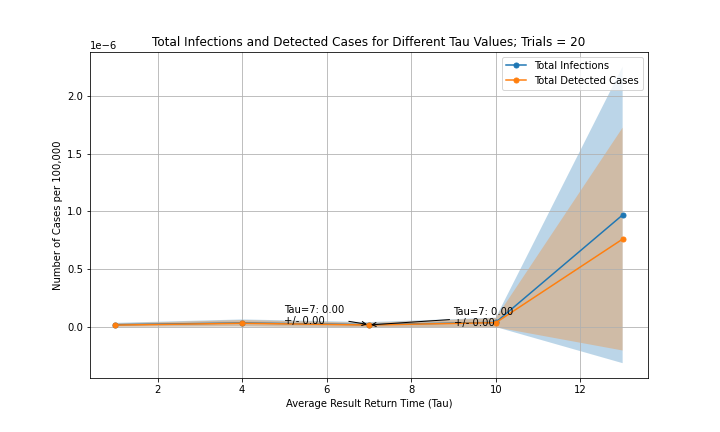 Total Infections and Detected Cases for Different Tau Values; Trials = 20
1e−6
Total Infections
Total Detected Cases
2.0
1.5
1.0
0.5
0.0
Number of Cases per 100,000
Tau=7: 0.00
+/- 0.00
Tau=7: 0.00
+/- 0.00
2 4 6 8 10 12
Average Result Return Time (Tau)